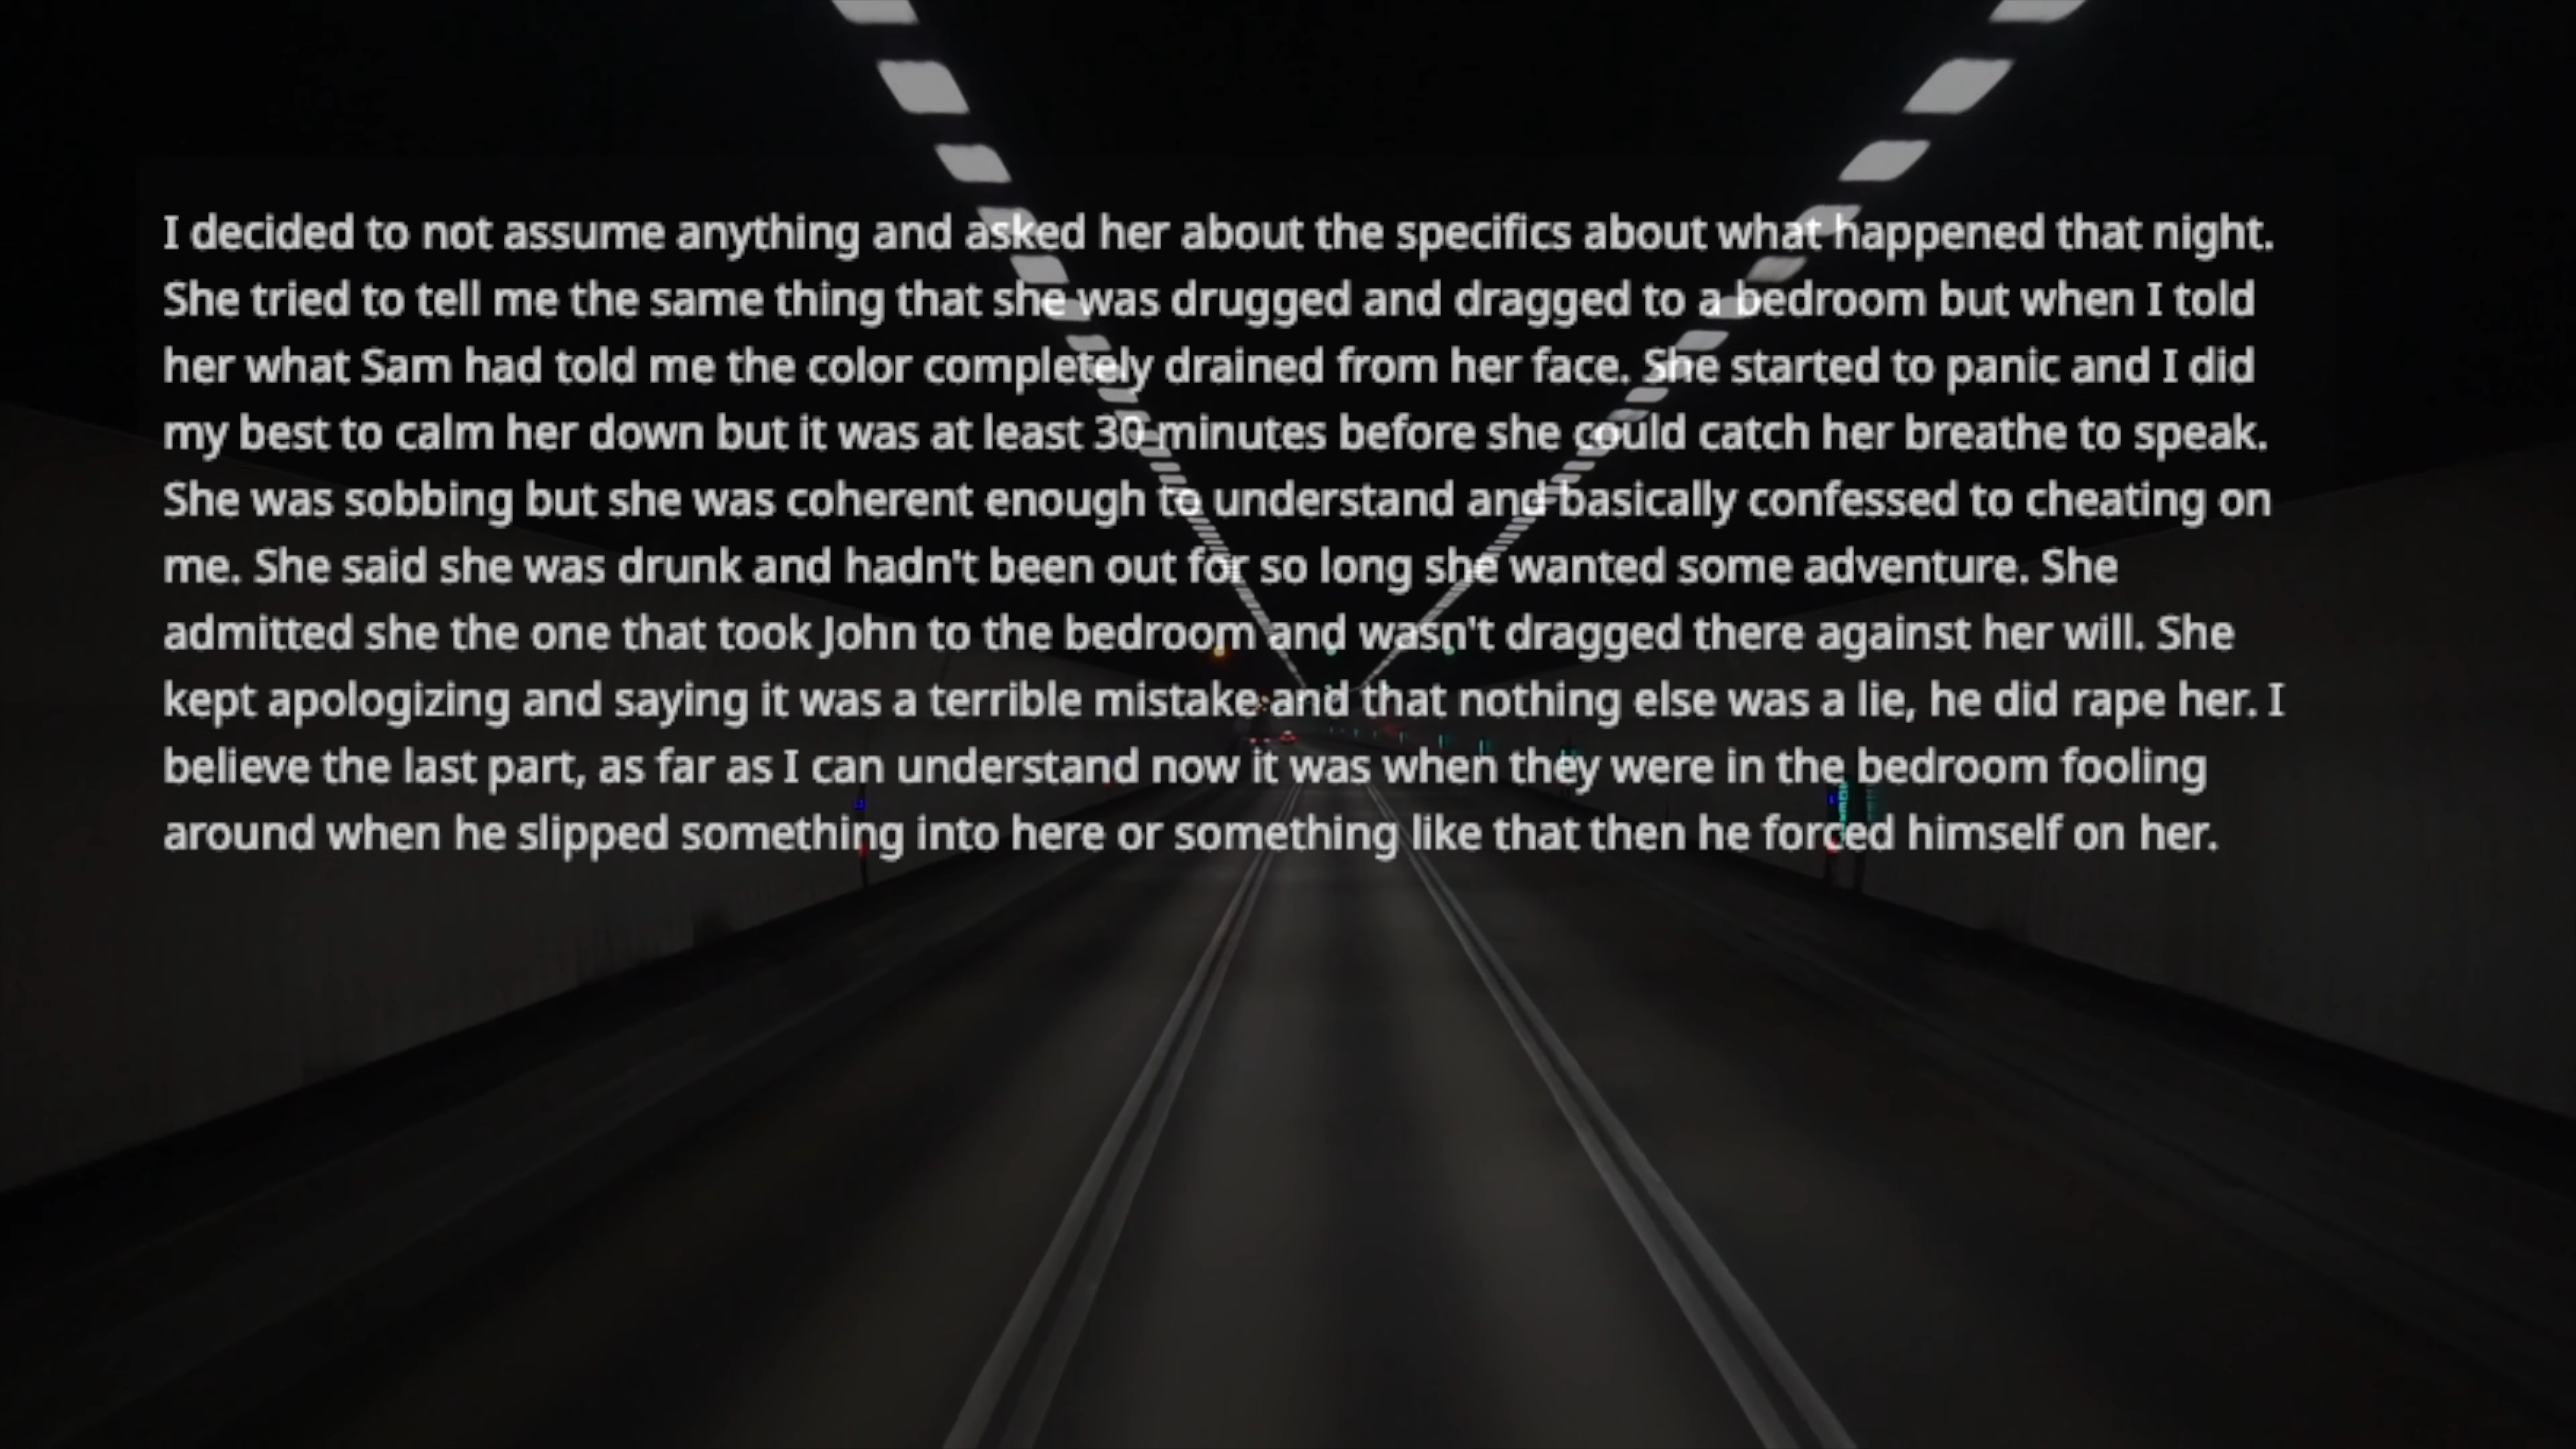 I decided to not assume anything and asked her about the specifics about what happened that night.
She tried to tell me the same thing that she was drugged and dragged to a bedroom but when I told
her what Sam had told me the color completely drained from her face. She started to panic and I did
my best to calm her down but it was at least 30 minutes before she could catch her breathe to speak.
She was sobbing but she was coherent enough to understand and basically confessed to cheating on
me. She said she was drunk and hadn't been out for so long she wanted some adventure. She
admitted she the one that took John to the bedroom and wasn't dragged there against her will. She
kept apologizing and saying it was a terrible mistake and that nothing else was a lie, he did rape her. I
believe the last part, as far as I can understand now it was when they were in the bedroom fooling
around when he slipped something into here or something like that then he forced himself on her.